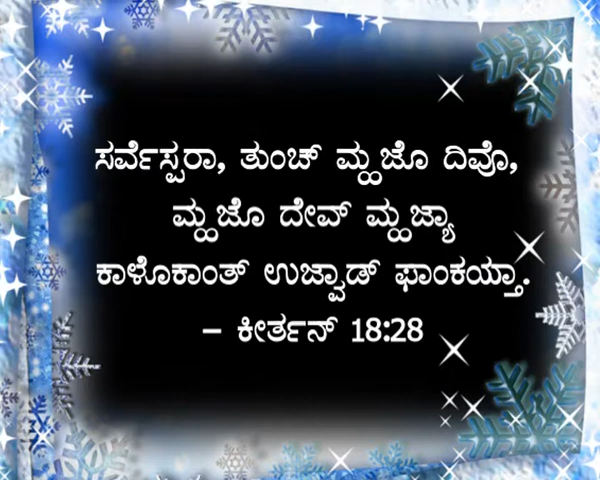 ಸರ್ವೆಸ್ಪರಾ, ತುಂಚ್ ಮ್ಹಜೊ ದಿವೊ,
ಮ್ಹಜೊ ದೇವ್ ಮ್ಹಜ್ಯಾ
ಕಾಳೊಕಾಂತ್ ಉಜ್ವಾಡ್ ಫಾಂಕಯ್ತಾ.
– ಕೀರ್ತನ್ 18:28